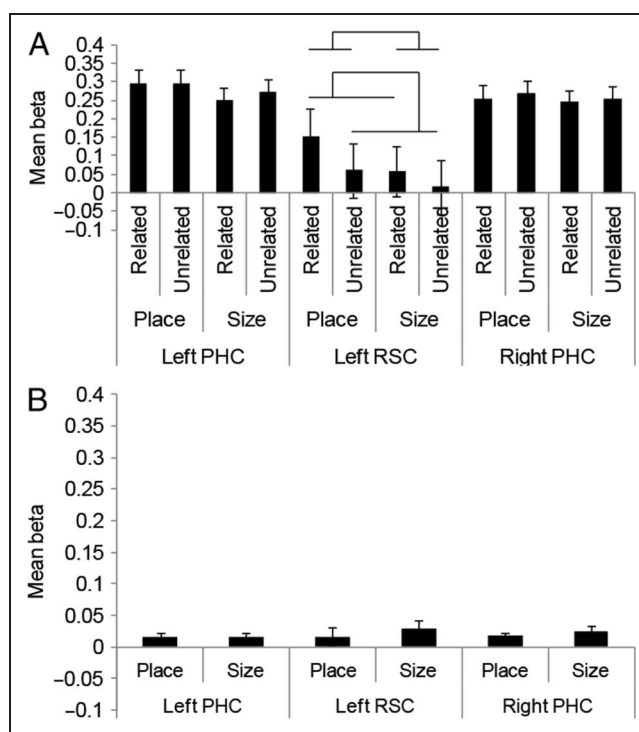 A
Mean beta
0.4
0.35
0.3
0.25
0.2
0.15
0.1
0.05
0
−0.05
−0.1
Related Unrelated Related Unrelated Related Unrelated Related Unrelated Related Unrelated Related Unrelated
Place Size Place Size Place Size
Left PHC Left RSC Right PHC
B
Mean beta
0.4
0.35
0.3
0.25
0.2
0.15
0.1
0.05
0
−0.05
−0.1
Place Size Place Size Place Size
Left PHC Left RSC Right PHC